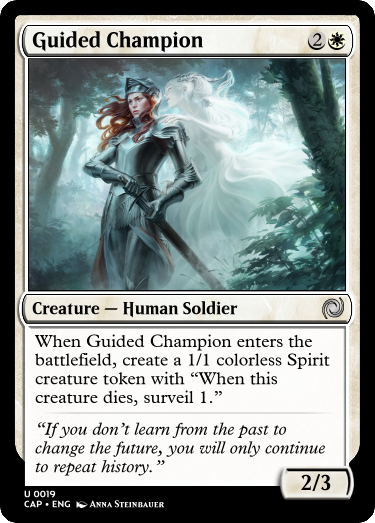 Guided Champion 2
Creature — Human Soldier
When Guided Champion enters the
battlefield, create a 1/1 colorless Spirit
creature token with “When this
creature dies, surveil 1.”
“If you don’t learn from the past to
change the future, you will only continue
to repeat history.”
2/3
U 0019
CAP • ENG Anna Steinbauer